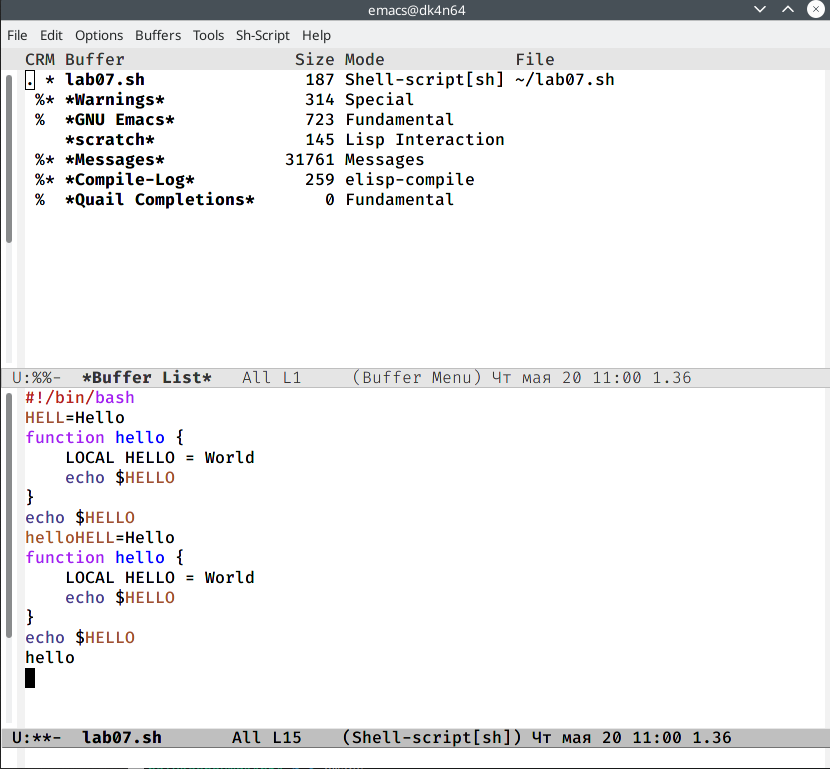 emacs@dk4n64
File Edit Options Buffers Tools Sh-Script Help
CRM Buffer Size Mode File
. * lab07.sh 187 Shell-script[sh] ~/lab07.sh
%* *Warnings* 314 Special
% *GNU Emacs* 723 Fundamental
*scratch* 145 Lisp Interaction
%* *Messages* 31761 Messages
%* *Compile-Log* 259 elisp-compile
% *Quail Completions* 0 Fundamental
U:%%- *Buffer List* All L1 (Buffer Menu) Чт мая 20 11:00 1.36
#!/bin/bash
HELL=Hello
function hello {
    LOCAL HELLO = World
    echo $HELLO
}
echo $HELLO
helloHELL=Hello
function hello {
    LOCAL HELLO = World
    echo $HELLO
}
echo $HELLO
hello
U:**- lab07.sh All L15 (Shell-script[sh]) Чт мая 20 11:00 1.36